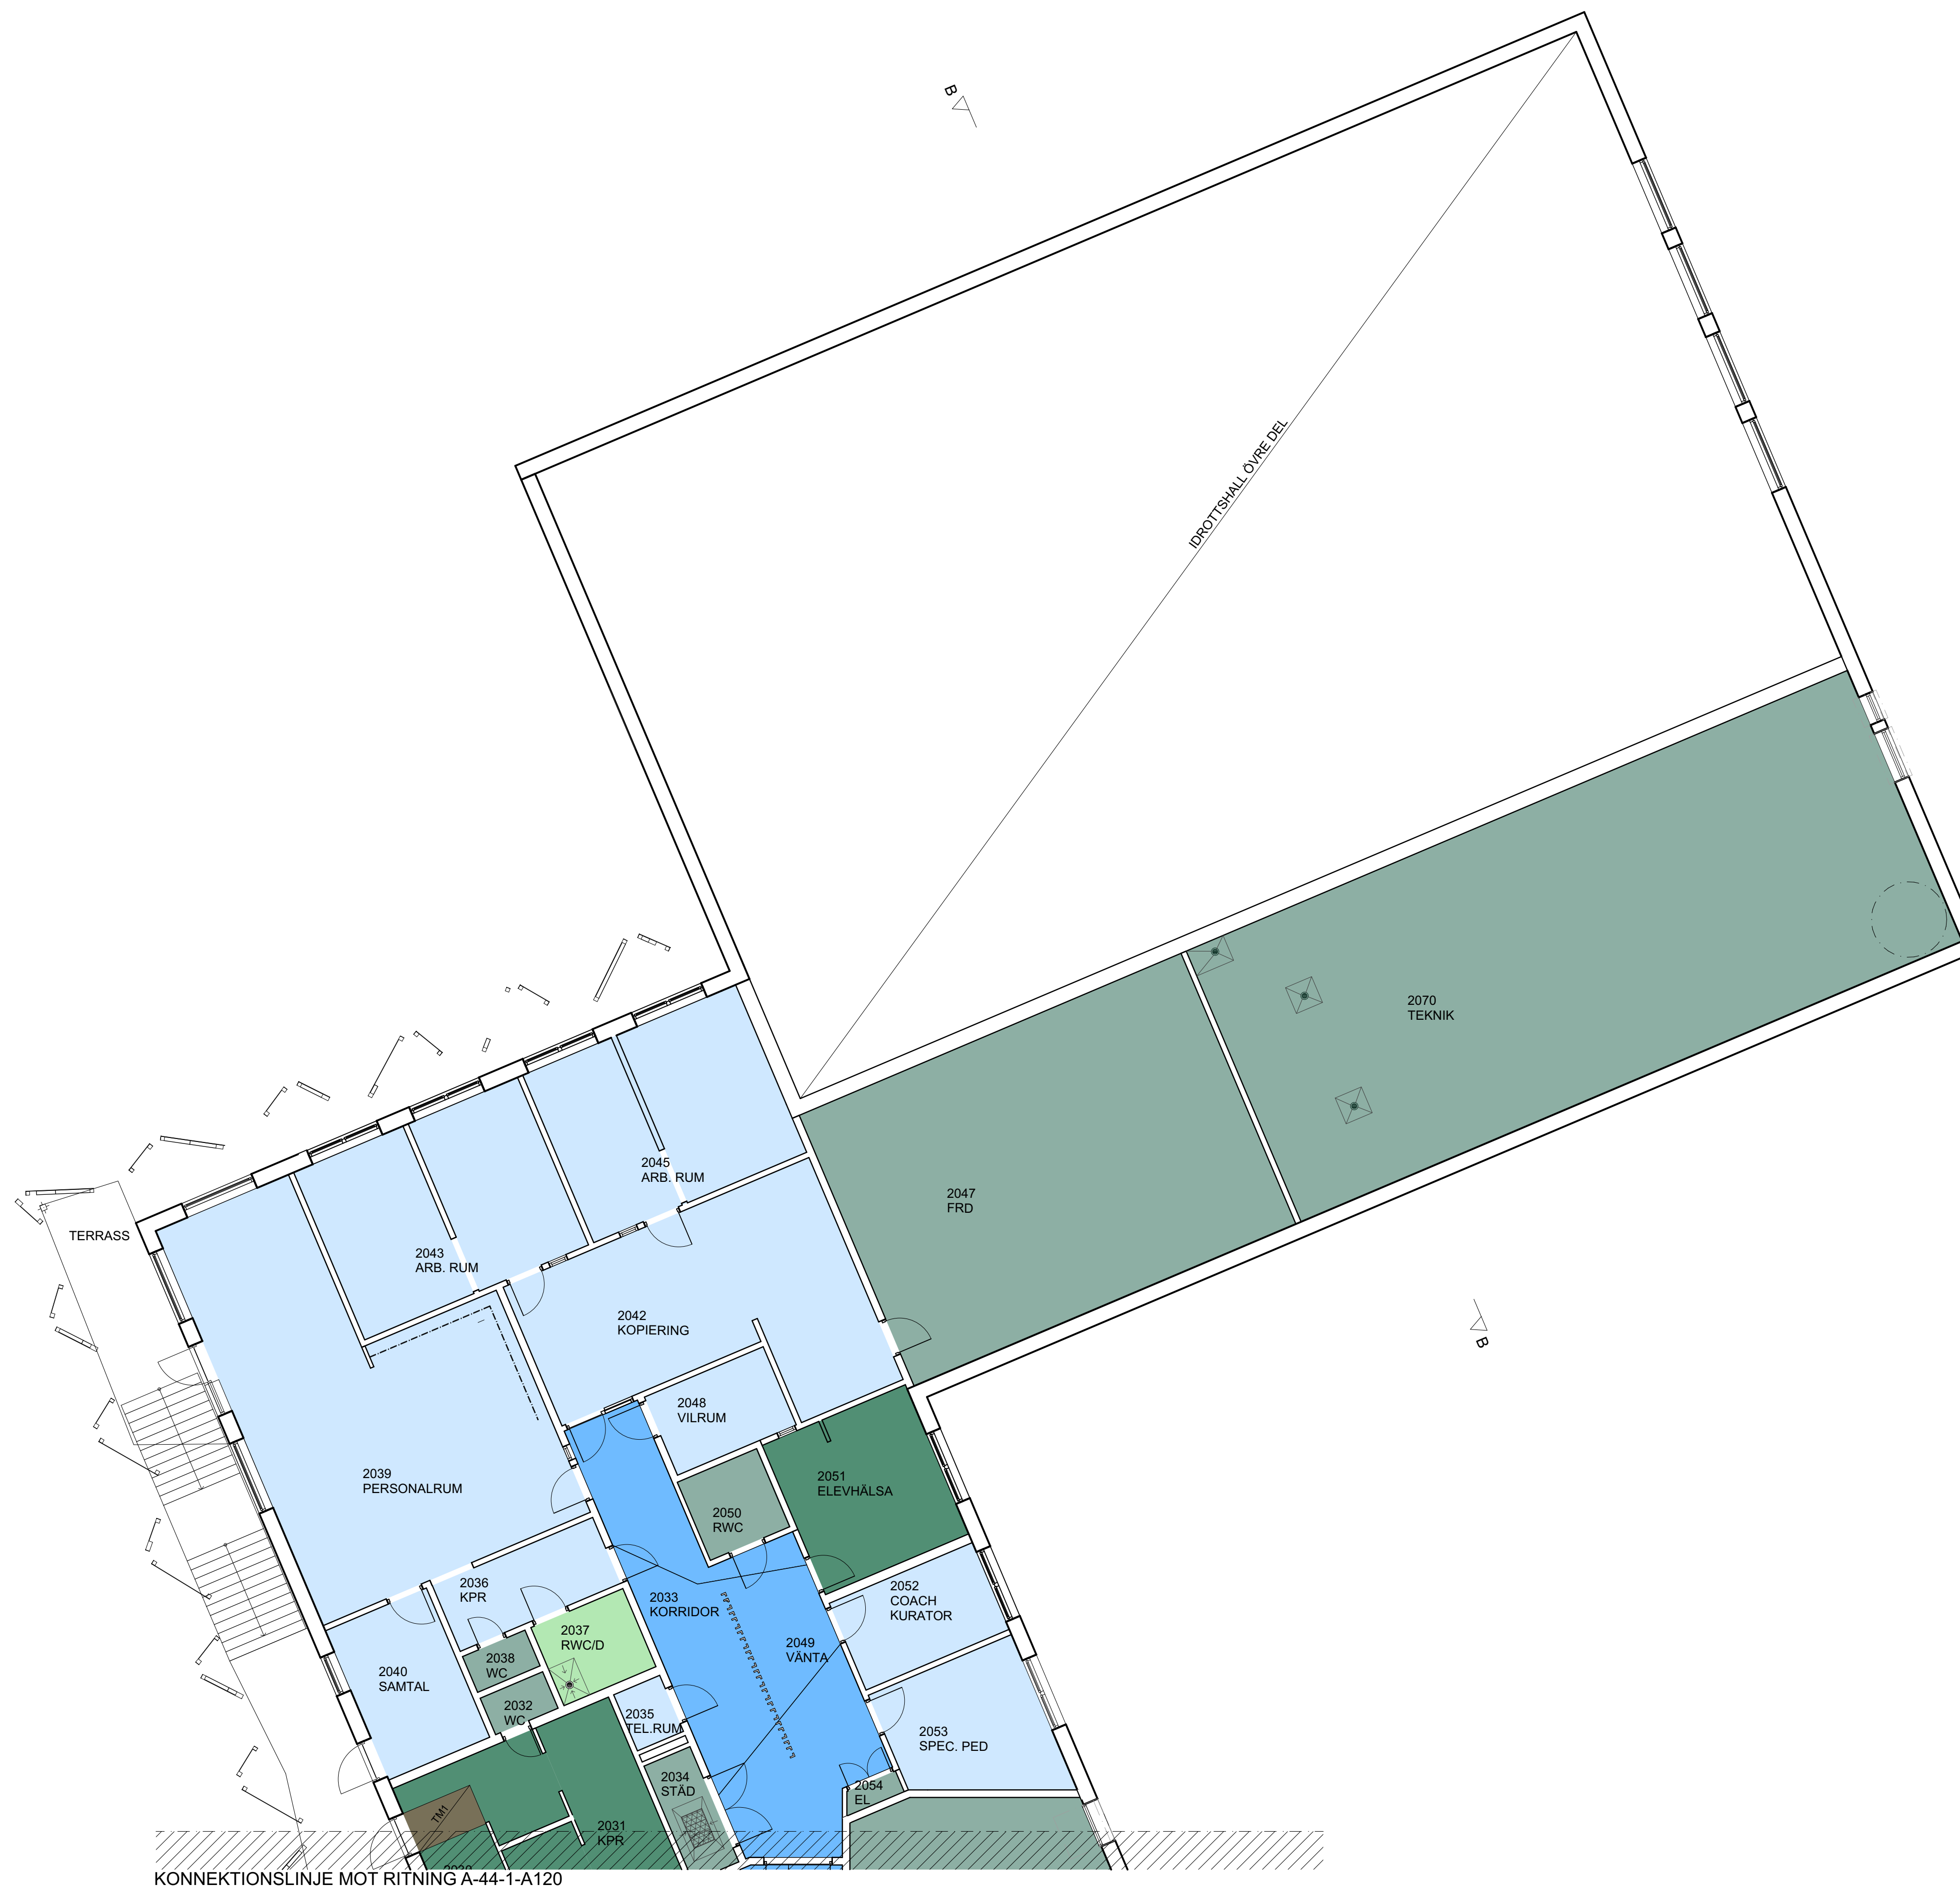 B
IDROTTSHALL ÖVRE DEL
2070
TEKNIK
2045
ARB. RUM
2047
FRD
TERRASS
2043
ARB. RUM
2042
KOPIERING
B
2048
VILRUM
2039
PERSONALRUM
2051
ELEVHÄLSA
2050
RWC
2036
KPR
2033
KORRIDOR
2052
COACH
KURATOR
2037
RWC/D
2049
VÄNTA
2038
WC
2040
SAMTAL
2032
WC
2035
TEL.RUM
2053
SPEC. PED
2034
STÄD
2054
EL
TM1
2031
KPR
KONNEKTIONSLINJE MOT RITNING A-44-1-A120